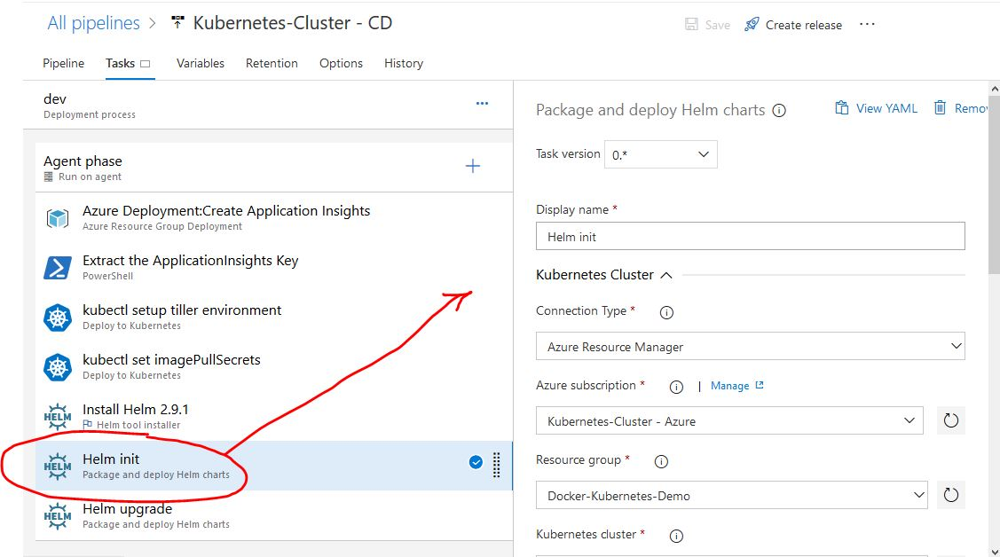 All pipelines > Kubernetes-Cluster - CD
Save
Create release
...
Pipeline
Tasks
Variables
Retention
Options
History
dev
Deployment process
...
Agent phase
Run on agent
Azure Deployment:Create Application Insights
Azure Resource Group Deployment
Extract the ApplicationInsights Key
PowerShell
kubectl setup tiller environment
Deploy to Kubernetes
kubectl set imagePullSecrets
Deploy to Kubernetes
HELM
Install Helm 2.9.1
Helm tool installer
HELM
Helm init
Package and deploy Helm charts
HELM
Helm upgrade
Package and deploy Helm charts
Package and deploy Helm charts
View YAML
Remov
Task version
0.*
Display name *
Helm init
Kubernetes Cluster
Connection Type *
Azure Resource Manager
Azure subscription *
| Manage
Kubernetes-Cluster - Azure
Resource group *
Docker-Kubernetes-Demo
Kubernetes cluster *